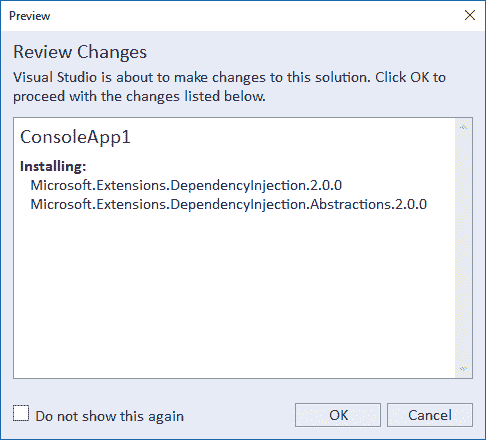 Preview
Review Changes
Visual Studio is about to make changes to this solution. Click OK to
proceed with the changes listed below.
ConsoleApp1
Installing:
Microsoft.Extensions.DependencyInjection.2.0.0
Microsoft.Extensions.DependencyInjection.Abstractions.2.0.0
Do not show this again
OK
Cancel